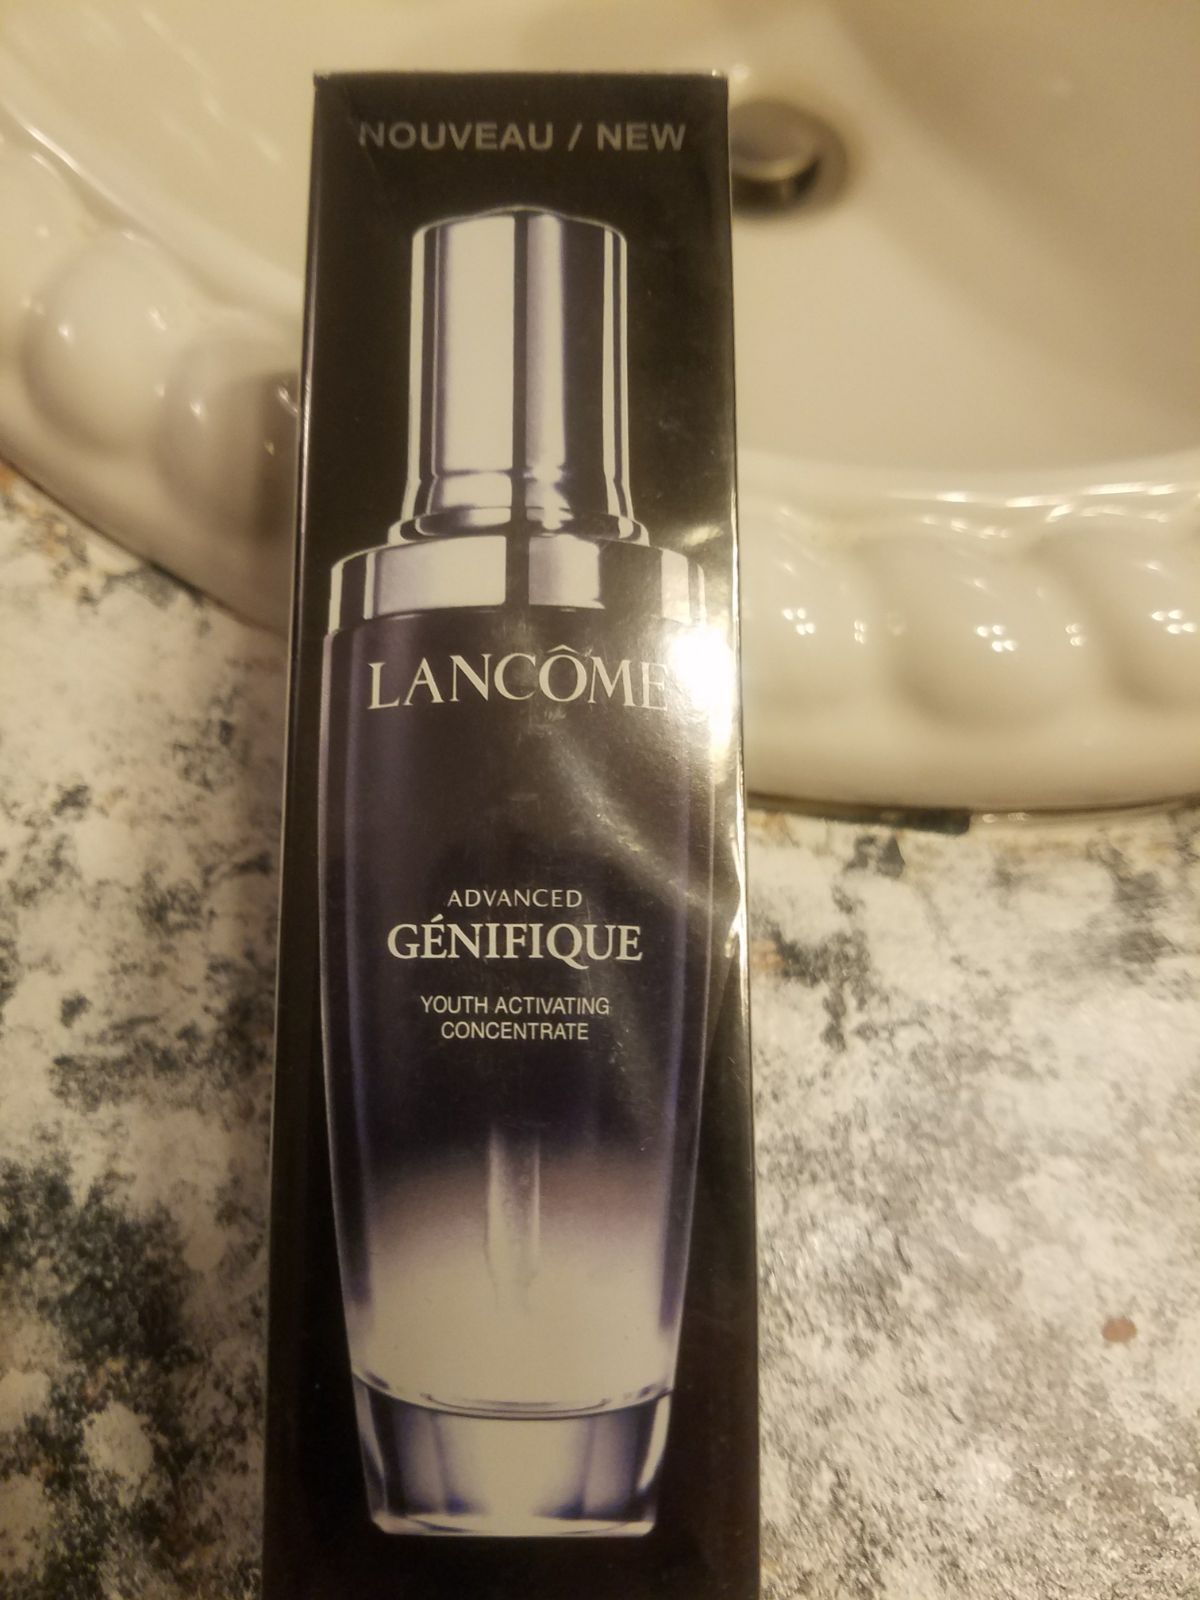 NOUVEAU / NEW
LANCÔME
ADVANCED
GÉNIFIQUE
YOUTH ACTIVATING
CONCENTRATE